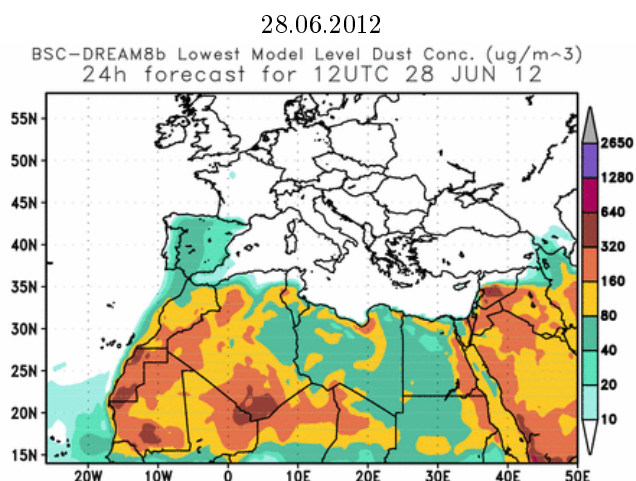 28.06.2012
BSC-DREAM8b Lowest Model Level Dust Conc. (ug/m^3)
24h forecast for 12UTC 28 JUN 12
55N
50N
45N
40N
35N
30N
25N
20N
15N
20W 10W 0 10E 20E 30E 40E 50E
2650
1280
640
320
160
80
40
20
10